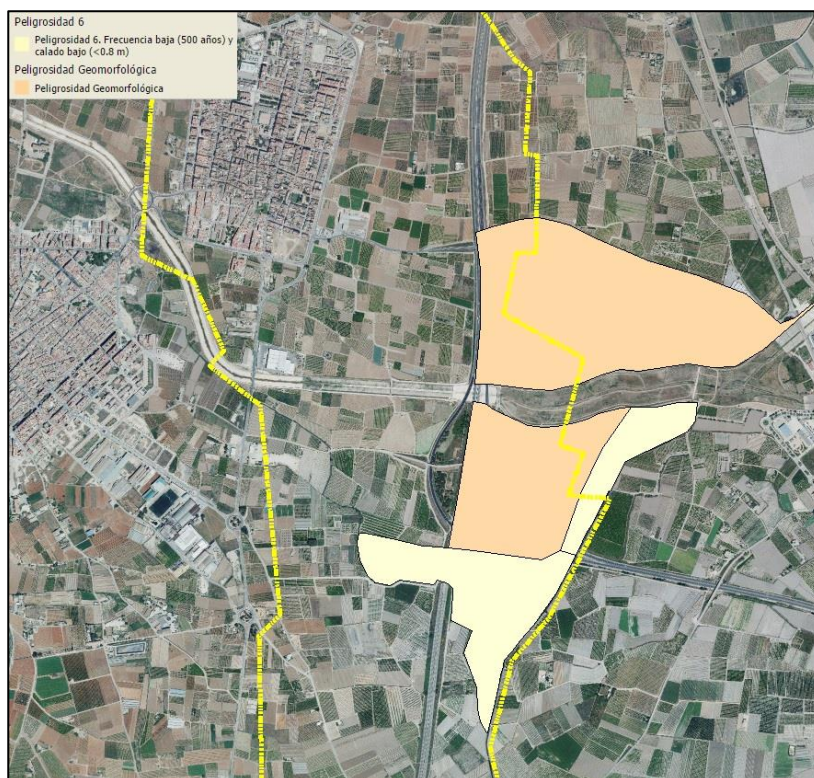 Peligrosidad 6
Peligrosidad 6. Frecuencia baja (500 años) y
calado bajo (<0.8 m)
Peligrosidad Geomorfológica
Peligrosidad Geomorfológica